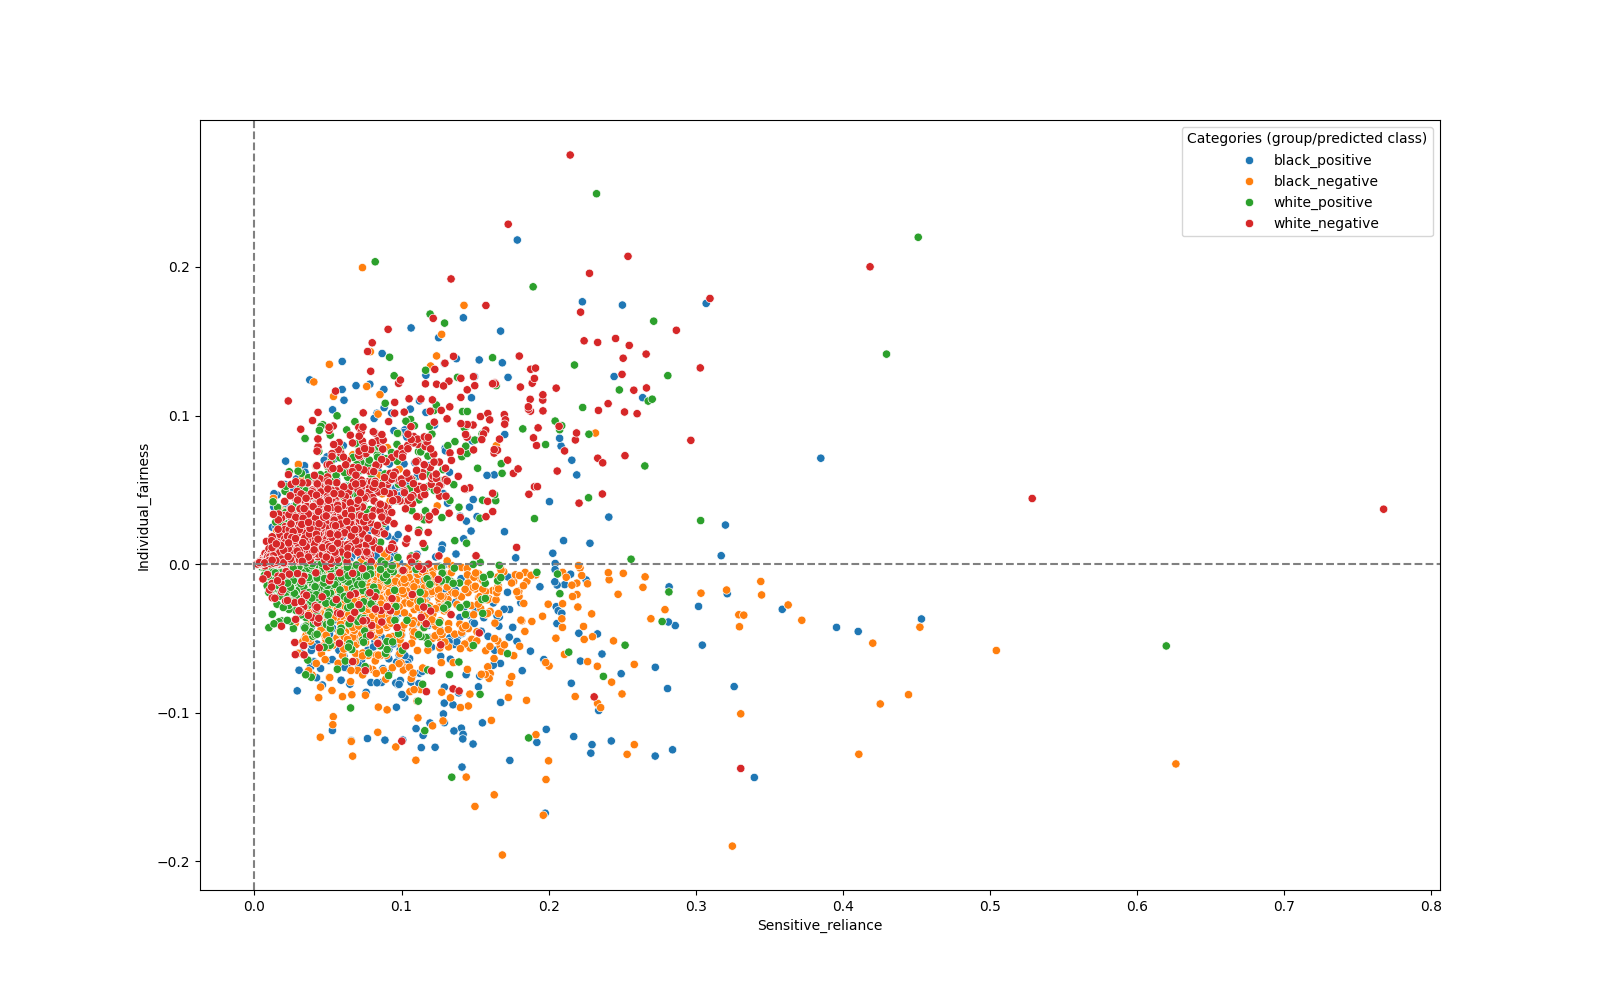 Categories (group/predicted class)
black_positive
black_negative
white_positive
white_negative
Individual_fairness
0.2
0.1
0.0
−0.1
−0.2
0.0 0.1 0.2 0.3 0.4 0.5 0.6 0.7 0.8
Sensitive_reliance